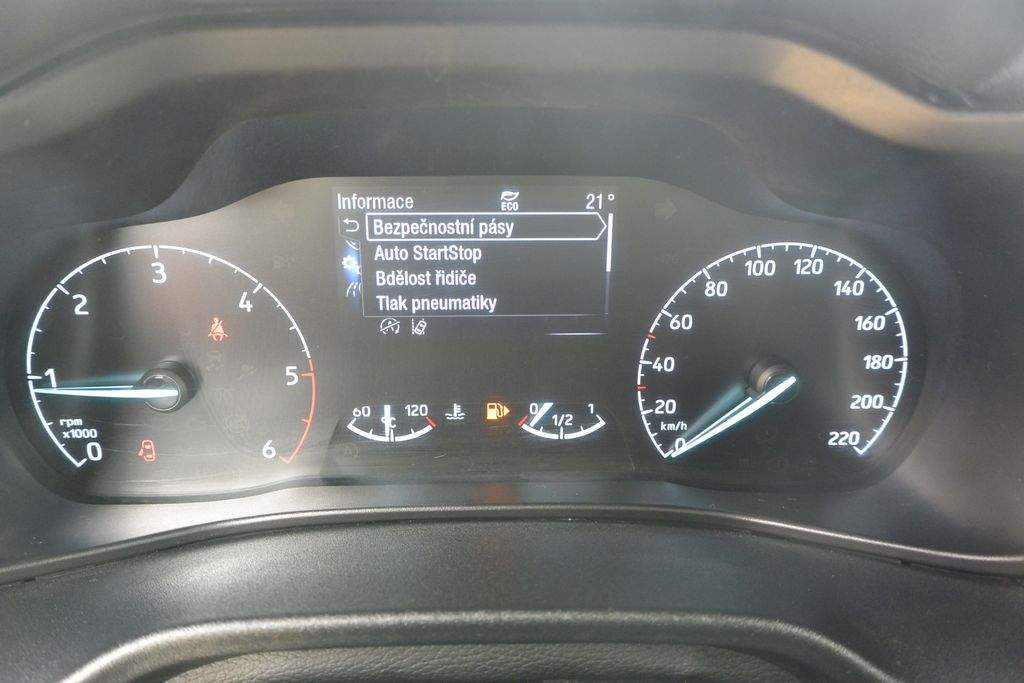 Informace ECO 21°
Bezpečnostní pásy
Auto StartStop
Bdělost řidiče
Tlak pneumatiky
0 1 2 3 4 5 6
rpm
x1000
60 120
°C
0 1/2 1
0 20 40 60 80 100 120 140 160 180 200 220
km/h